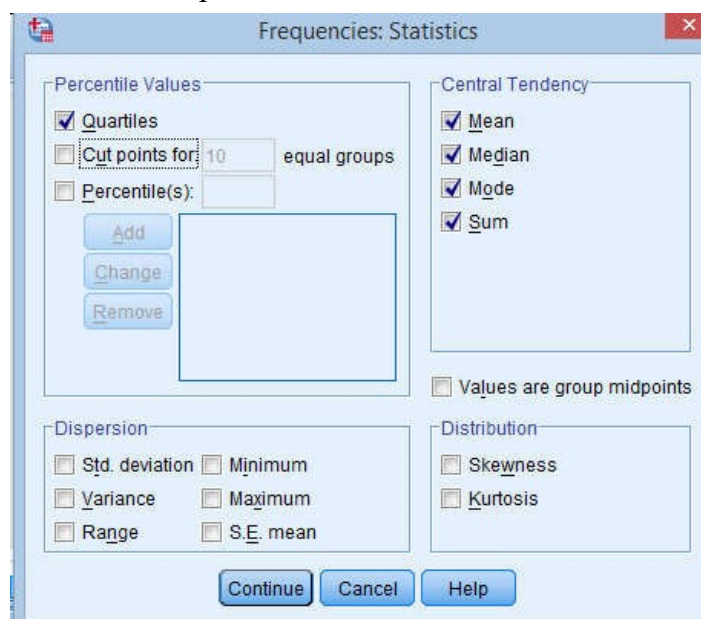 Frequencies: Statistics
Percentile Values
Quartiles
Cut points for: 10 equal groups
Percentile(s):
Add
Change
Remove
Central Tendency
Mean
Median
Mode
Sum
Values are group midpoints
Dispersion
Std. deviation Minimum
Variance Maximum
Range S.E. mean
Distribution
Skewness
Kurtosis
Continue Cancel Help